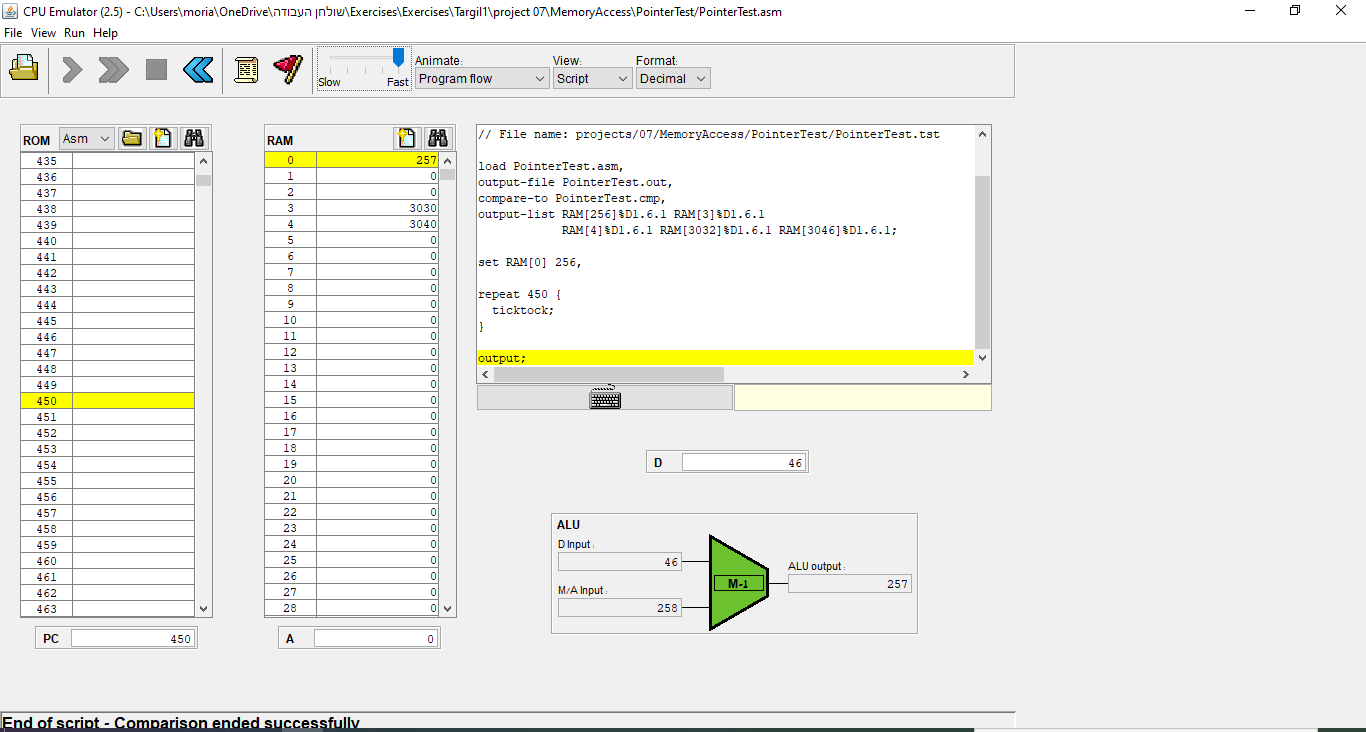 CPU Emulator (2.5) - C:\Users\moria\OneDrive\שולחן העבודה\Exercises\Exercises\Targil1\project 07\MemoryAccess\PointerTest/PointerTest.asm
File View Run Help
Slow Fast
Animate:
Program flow
View:
Script
Format:
Decimal
ROM Asm
435
436
437
438
439
440
441
442
443
444
445
446
447
448
449
450
451
452
453
454
455
456
457
458
459
460
461
462
463
PC 450
RAM
0 257
1 0
2 0
3 3030
4 3040
5 0
6 0
7 0
8 0
9 0
10 0
11 0
12 0
13 0
14 0
15 0
16 0
17 0
18 0
19 0
20 0
21 0
22 0
23 0
24 0
25 0
26 0
27 0
28 0
A 0
// File name: projects/07/MemoryAccess/PointerTest/PointerTest.tst
load PointerTest.asm,
output-file PointerTest.out,
compare-to PointerTest.cmp,
output-list RAM[256]%D1.6.1 RAM[3]%D1.6.1
RAM[4]%D1.6.1 RAM[3032]%D1.6.1 RAM[3046]%D1.6.1;
set RAM[0] 256,
repeat 450 {
ticktock;
}
output;
D 46
ALU
D Input :
46
M/A Input :
258
M-1
ALU output :
257
End of script - Comparison ended successfully